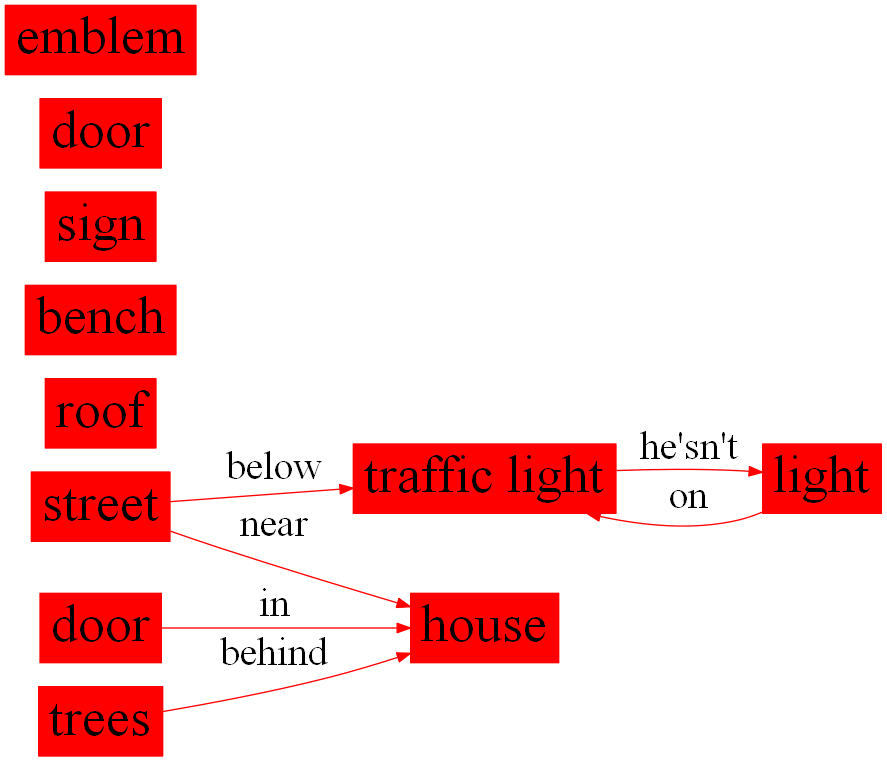 emblem
door
sign
bench
roof
street
below
traffic light
he'sn't
light
on
near
door
in
house
behind
trees